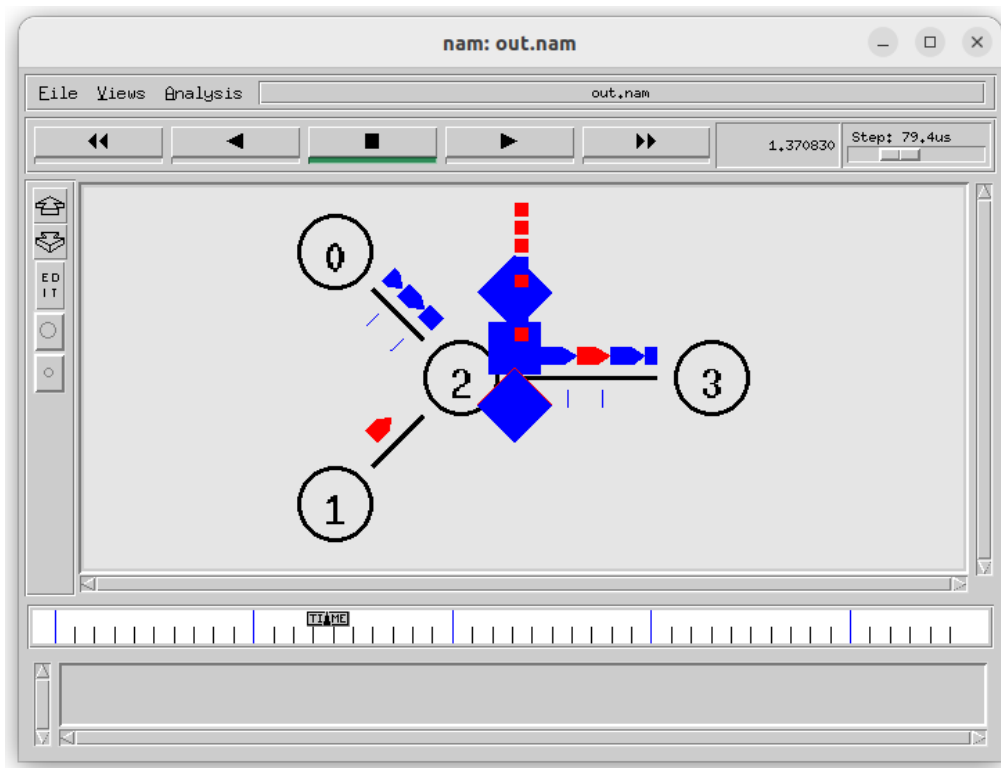 nam: out.nam
File Views Analysis out.nam
1.370830 Step: 79.4us
ED
IT
0
2 3
1
TIME